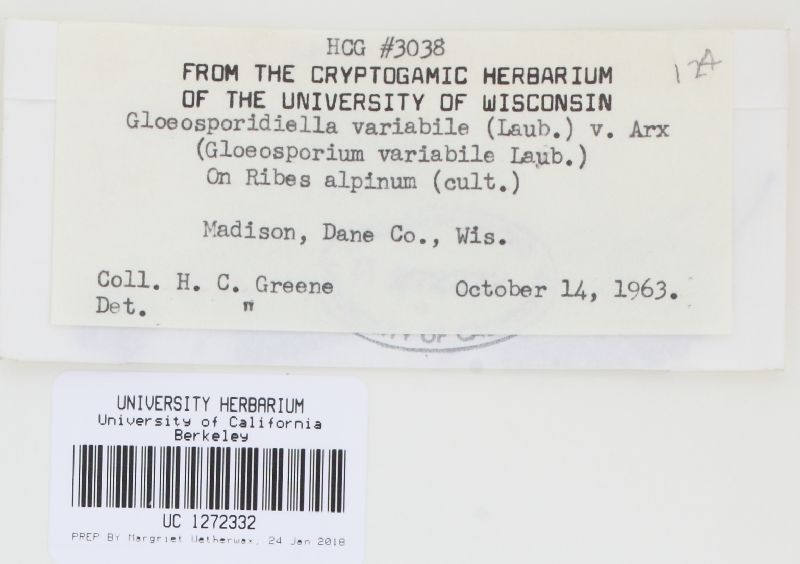 HCG #3038
124
FROM THE CRYPTOGAMIC HERBARIUM
OF THE UNIVERSITY OF WISCONSIN
Gloeosporidiella variabile (Laub.) v. Arx
(Gloeosporium variabile Laub.)
On Ribes alpinum (cult.)
Madison, Dane Co., Wis.
Coll. H. C. Greene October 14, 1963.
Det. "
UNIVERSITY HERBARIUM
University of California
Berkeley
UC 1272332
PREP BY Margriet Wetherwax, 24 Jan 2018